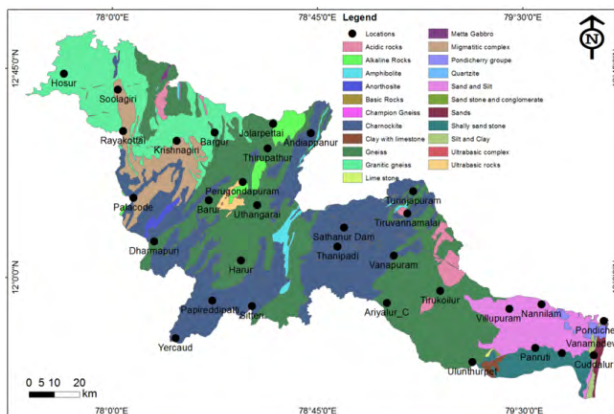 78°0'0"E
78°45'0"E
79°30'0"E
Legend
Locations
Acidic rocks
Alkaline Rocks
Amphibolite
Anorthosite
Basic Rocks
Champion Gneiss
Charnockite
Clay with limestone
Gneiss
Granitic gneiss
Lime stone
Metta Gabbro
Migmatitic complex
Pondicherry groupe
Quartzite
Sand and Silt
Sand stone and conglomerate
Sands
Shally sand stone
Silt and Clay
Ultrabasic complex
Ultrabasic rocks
N
12°45'0"N
12°0'0"N
Hosur
Soolagiri
Rayakottai
Krishnagiri
Bargur
Jolarpettai
Thirupathur
Andiappanur
Perugondapuram
Palacode
Barur
Uthangarai
Dharmapuri
Harur
Papireddipatti
Sitteri
Yercaud
Sathanur Dam
Thanipadi
Tiruvannamalai
Vanapuram
Ariyalur_C
Tirukoilur
Villupuram
Nannilam
Pondiche
Vanamadevi
Panruti
Cuddalur
Ulunthurpet
0 5 10 20
km
78°0'0"E
78°45'0"E
79°30'0"E